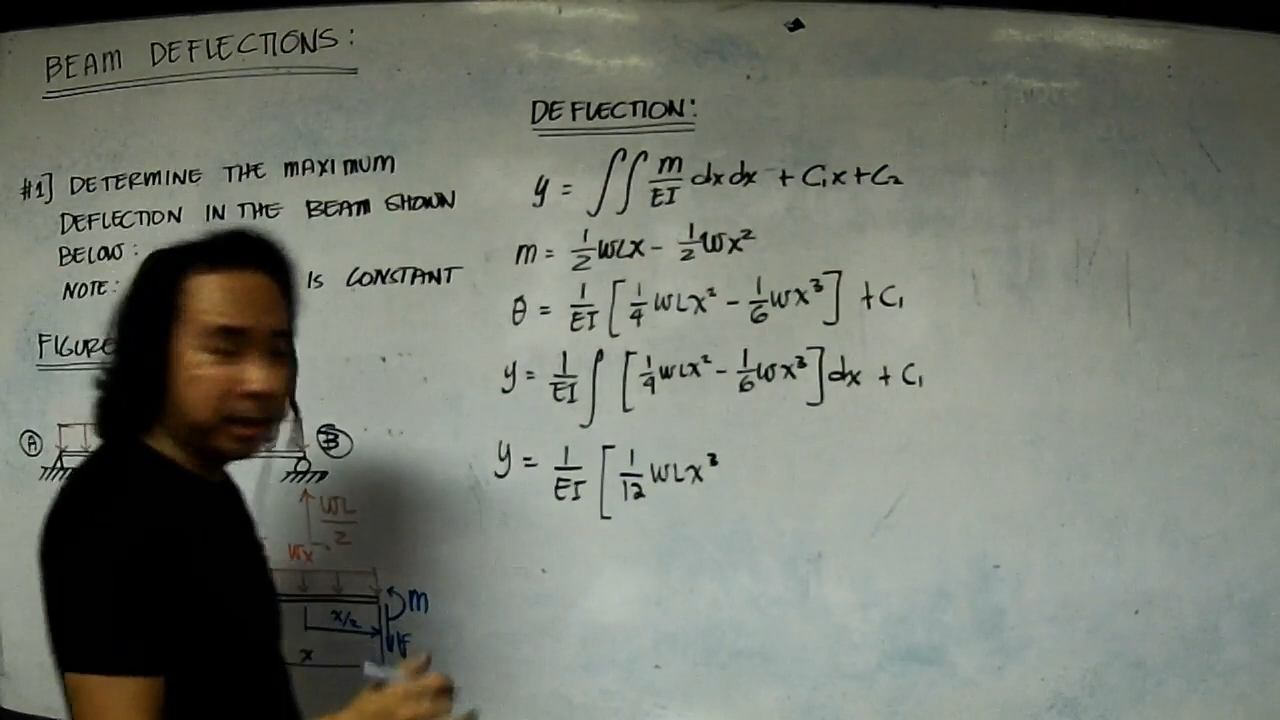 BEAM DEFLECTIONS:
#1] DETERMINE THE MAXIMUM
DEFLECTION IN THE BEAM SHOWN
BELOW:
NOTE: IS CONSTANT
FIGURE
A B
wL/2
wx
m
x/2
V
x
DEFLECTION:
y = ∫∫ m/EI dx dx + C₁x + C₂
m = 1/2 wLx - 1/2 wx²
θ = 1/EI [1/4 wLx² - 1/6 wx³] + C₁
y = 1/EI ∫ [1/4 wLx² - 1/6 wx³] dx + C₁
y = 1/EI [1/12 wLx³